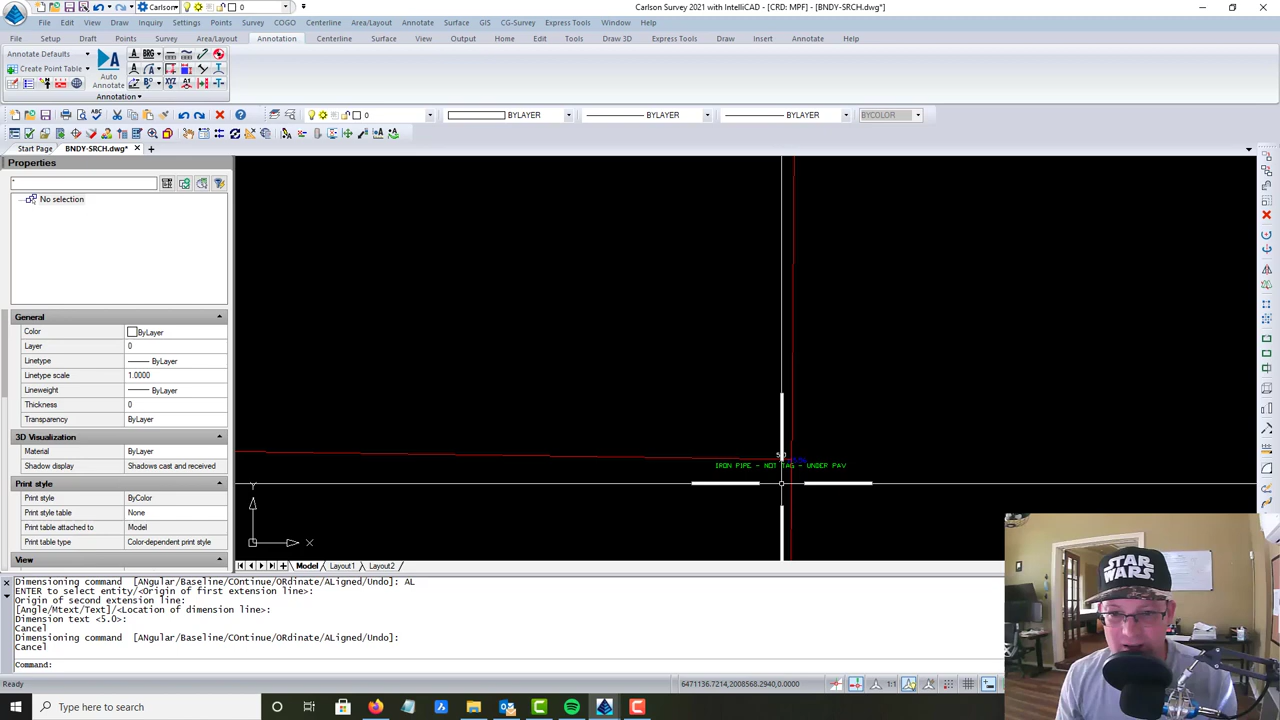 Carlson
0
Carlson Survey 2021 with IntelliCAD [CRD: MPF] - [BNDY-SRCH.dwg*]
File Edit View Draw Inquiry Settings Points Survey COGO Centerline Area/Layout Annotate Surface GIS CG-Survey Express Tools Window Help
File Setup Draft Points Survey Area/Layout Annotation Centerline Surface View Output Home Edit Tools Express Tools Draw Insert Annotate Draw 3D
Annotate Defaults
Create Point Table
Auto
Annotate
BRG
XYZ
Annotation
0
BYLAYER
BYLAYER
BYLAYER
BYCOLOR
Start Page
BNDY-SRCH.dwg*
Properties
No selection
General
Color ByLayer
Layer 0
Linetype ByLayer
Linetype scale 1.0000
Lineweight ByLayer
Thickness 0
Transparency ByLayer
3D Visualization
Material ByLayer
Shadow display Shadows cast and received
Print style
Print style ByColor
Print style table None
Print table attached to Model
Print table type Color-dependent print style
View
IRON PIPE - NOT TAG - UNDER PAV
Y
X
Model Layout1 Layout2
STAR
WARS
Dimensioning command [ANgular/Baseline/COntinue/ORdinate/ALigned/Undo]: AL
ENTER to select entity/<Origin of first extension line>:
Origin of second extension line:
[Angle/Mtext/Text]/<Location of dimension line>:
Dimension text <5.0>:
Cancel
Dimensioning command [ANgular/Baseline/COntinue/ORdinate/ALigned/Undo]:
Cancel
Command:
Ready
6471136.7214,2008568.2940,0.0000
1:1
Type here to search